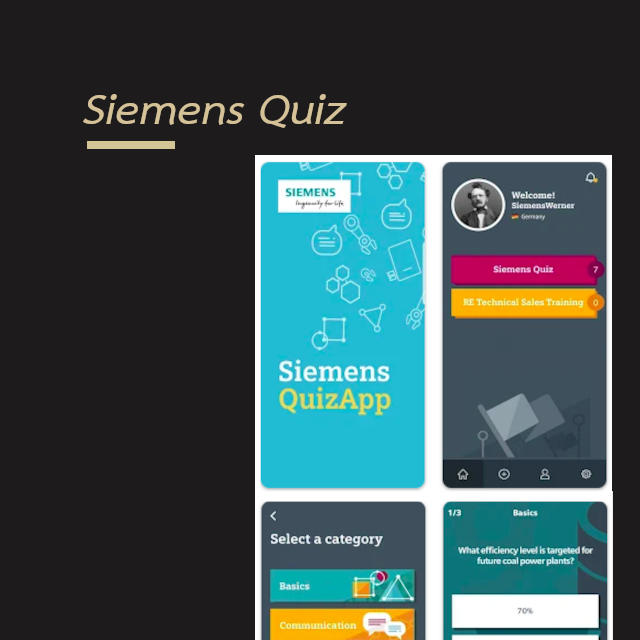 Siemens Quiz
SIEMENS
Ingenuity for life
Siemens
QuizApp
Welcome!
SiemensWerner
Germany
Siemens Quiz
7
RE Technical Sales Training
0
Select a category
Basics
Communication
1/3
Basics
What efficiency level is targeted for
future coal power plants?
70%